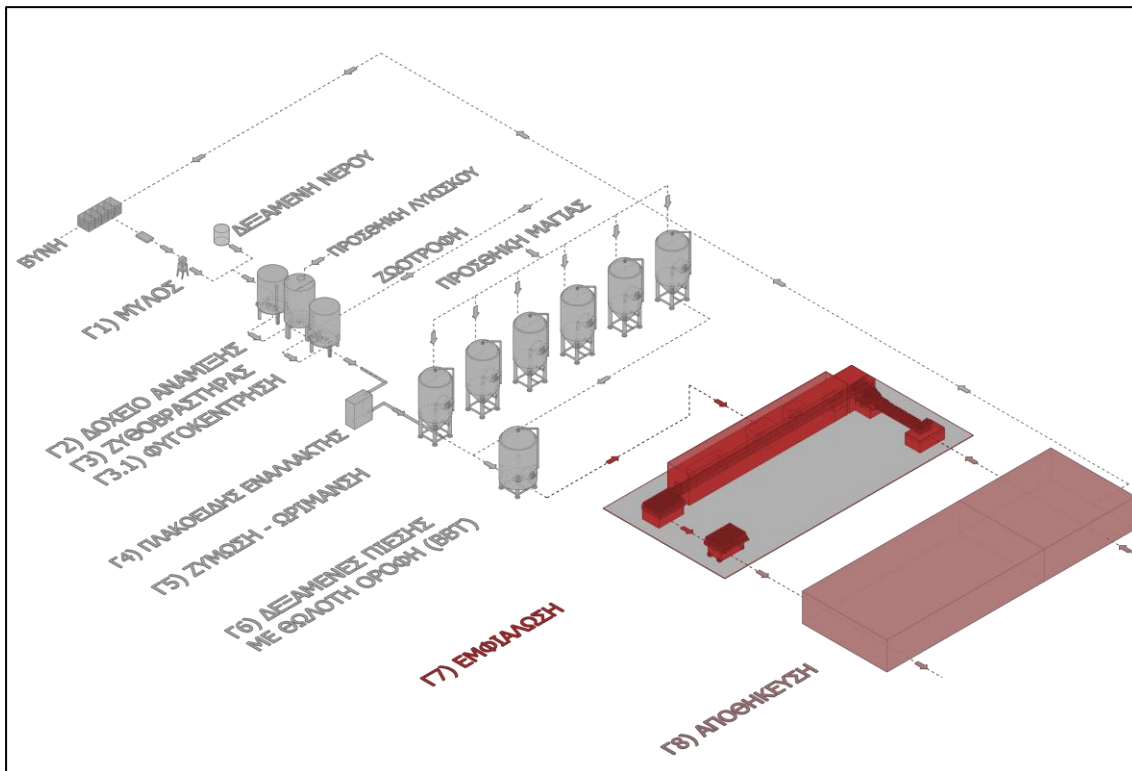 ΒΥΝΗ
Γ1) ΜΥΛΟΣ
ΔΕΞΑΜΕΝΗ ΝΕΡΟΥ
ΠΡΟΣΘΗΚΗ ΛΥΚΙΣΚΟΥ
ΖΩΟΤΡΟΦΗ
ΠΡΟΣΘΗΚΗ ΜΑΓΙΑΣ
Γ2) ΔΟΧΕΙΟ ΑΝΑΜΙΞΗΣ
Γ3) ΖΥΘΟΒΡΑΣΤΗΡΑΣ
Γ3.1) ΦΥΓΟΚΕΝΤΡΗΣΗ
Γ4) ΠΛΑΚΟΕΙΔΗΣ ΕΝΑΛΛΑΚΤΗΣ
Γ5) ΖΥΜΩΣΗ - ΩΡΙΜΑΝΣΗ
Γ6) ΔΕΞΑΜΕΝΕΣ ΠΙΕΣΗΣ
ΜΕ ΘΩΛΟΤΗ ΟΡΟΦΗ (BBT)
Γ7) ΕΜΦΙΑΛΩΣΗ
Γ8) ΑΠΟΘΗΚΕΥΣΗ